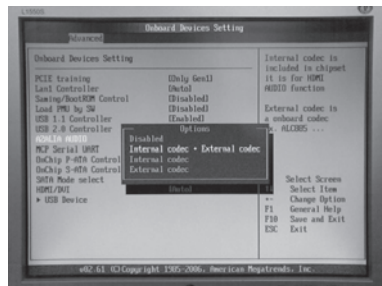 L1900S
Onboard Devices Setting
Advanced
Onboard Devices Setting
PCIE training [Only Gen1]
Lan1 Controller [Auto]
Saming/BootROM Control [Disabled]
Load PMU by SW [Disabled]
USB 1.1 Controller [Enabled]
USB 2.0 Controller
AZALIA AUDIO
MCP Serial UART
OnChip P-ATA Control
OnChip S-ATA Control
SATA Mode select
HDMI/DVI [Auto]
▶ USB Device
Options
Disabled
Internal codec + External codec
Internal codec
External codec
Internal codec is
included in chipset
it is for HDMI
AUDIO function
External codec is
a onboard codec
ex. ALC885 ...
Select Screen
Select Item
+- Change Option
F1 General Help
F10 Save and Exit
ESC Exit
v02.61 (C)Copyright 1985-2006, American Megatrends, Inc.